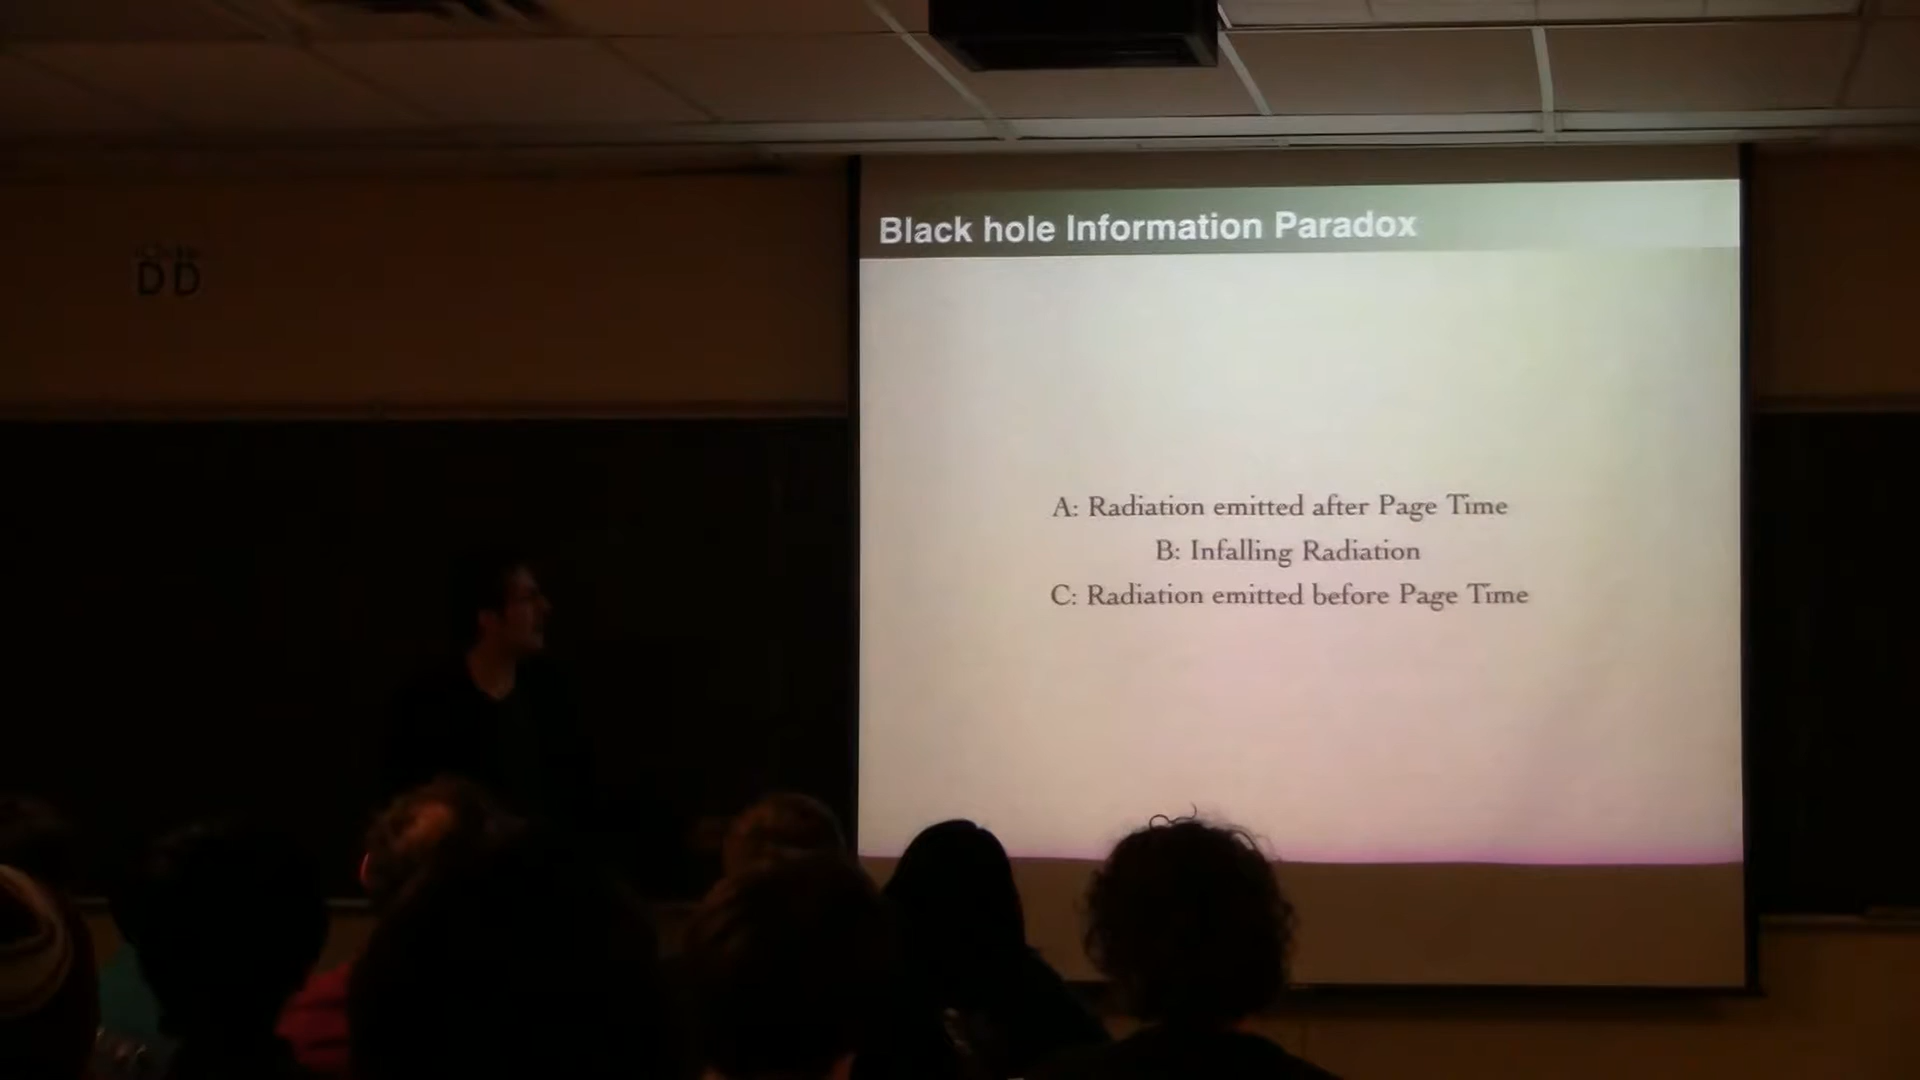 Black hole Information Paradox
A: Radiation emitted after Page Time
B: Infalling Radiation
C: Radiation emitted before Page Time
DD